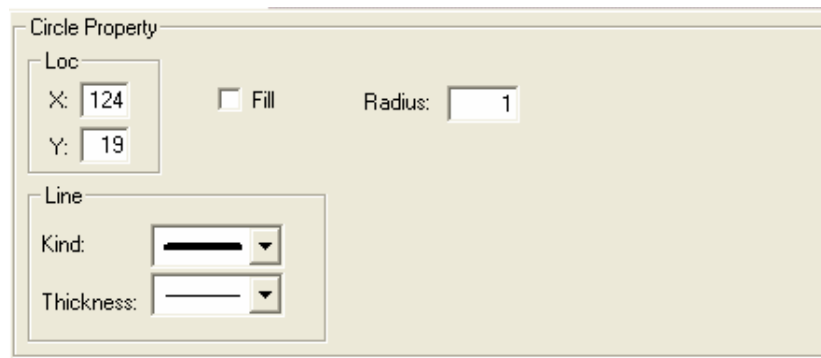 Circle Property
Loc
X: 124
Fill
Radius: 1
Y: 19
Line
Kind:
Thickness: